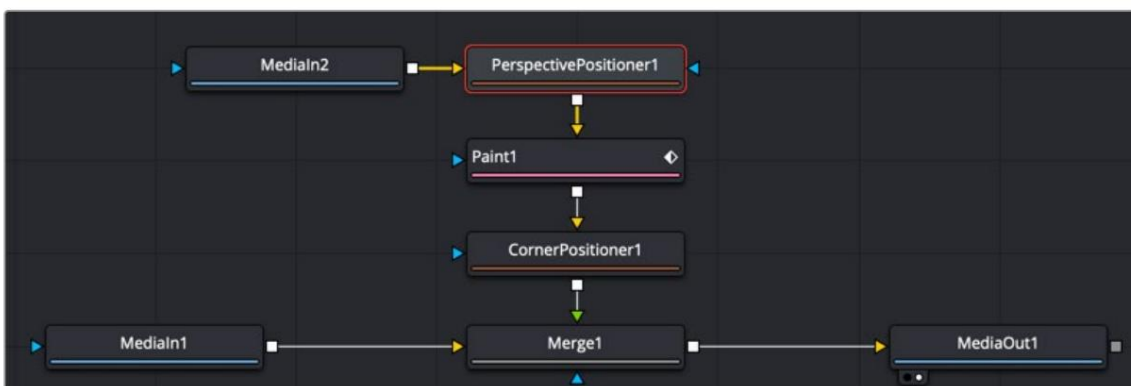 MediaIn2
PerspectivePositioner1
Paint1
CornerPositioner1
MediaIn1
Merge1
MediaOut1